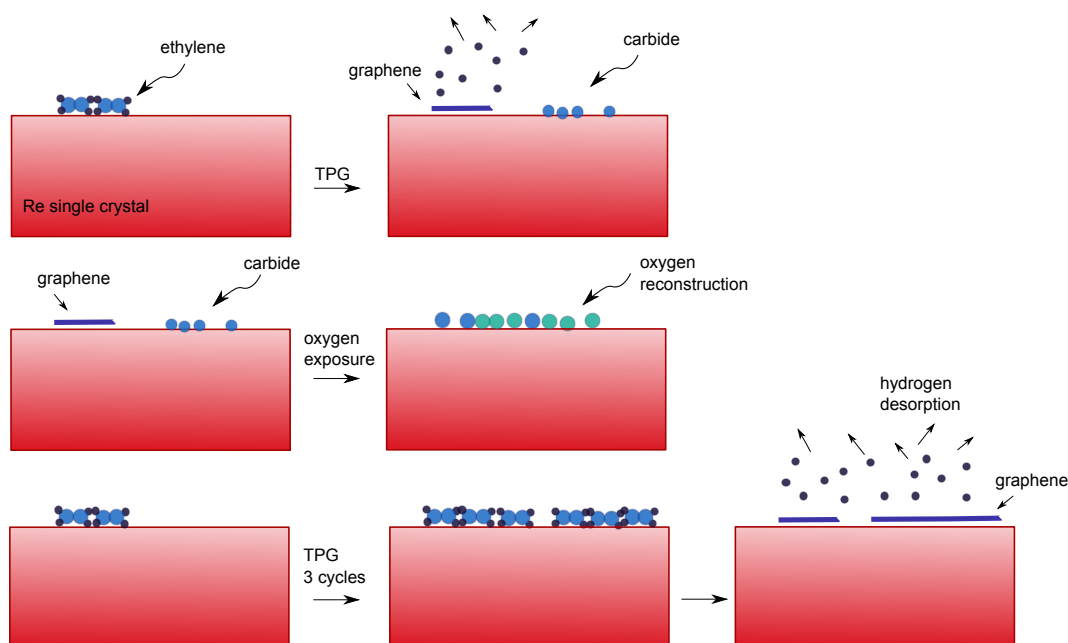 ethylene
graphene
carbide
TPG
Re single crystal
graphene
carbide
oxygen
exposure
oxygen
reconstruction
hydrogen
desorption
graphene
TPG
3 cycles